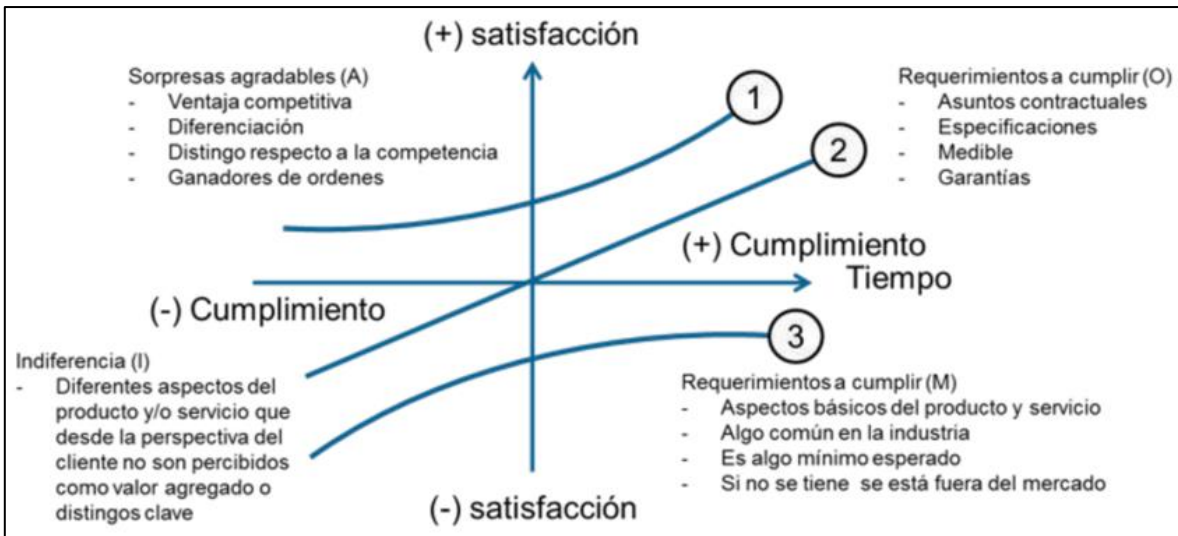 (+) satisfacción
Sorpresas agradables (A)
- Ventaja competitiva
- Diferenciación
- Distingo respecto a la competencia
- Ganadores de ordenes
1
Requerimientos a cumplir (O)
- Asuntos contractuales
- Especificaciones
- Medible
- Garantías
2
(+) Cumplimiento
Tiempo
(-) Cumplimiento
3
Indiferencia (I)
- Diferentes aspectos del
producto y/o servicio que
desde la perspectiva del
cliente no son percibidos
como valor agregado o
distingos clave
Requerimientos a cumplir (M)
- Aspectos básicos del producto y servicio
- Algo común en la industria
- Es algo mínimo esperado
- Si no se tiene se está fuera del mercado
(-) satisfacción